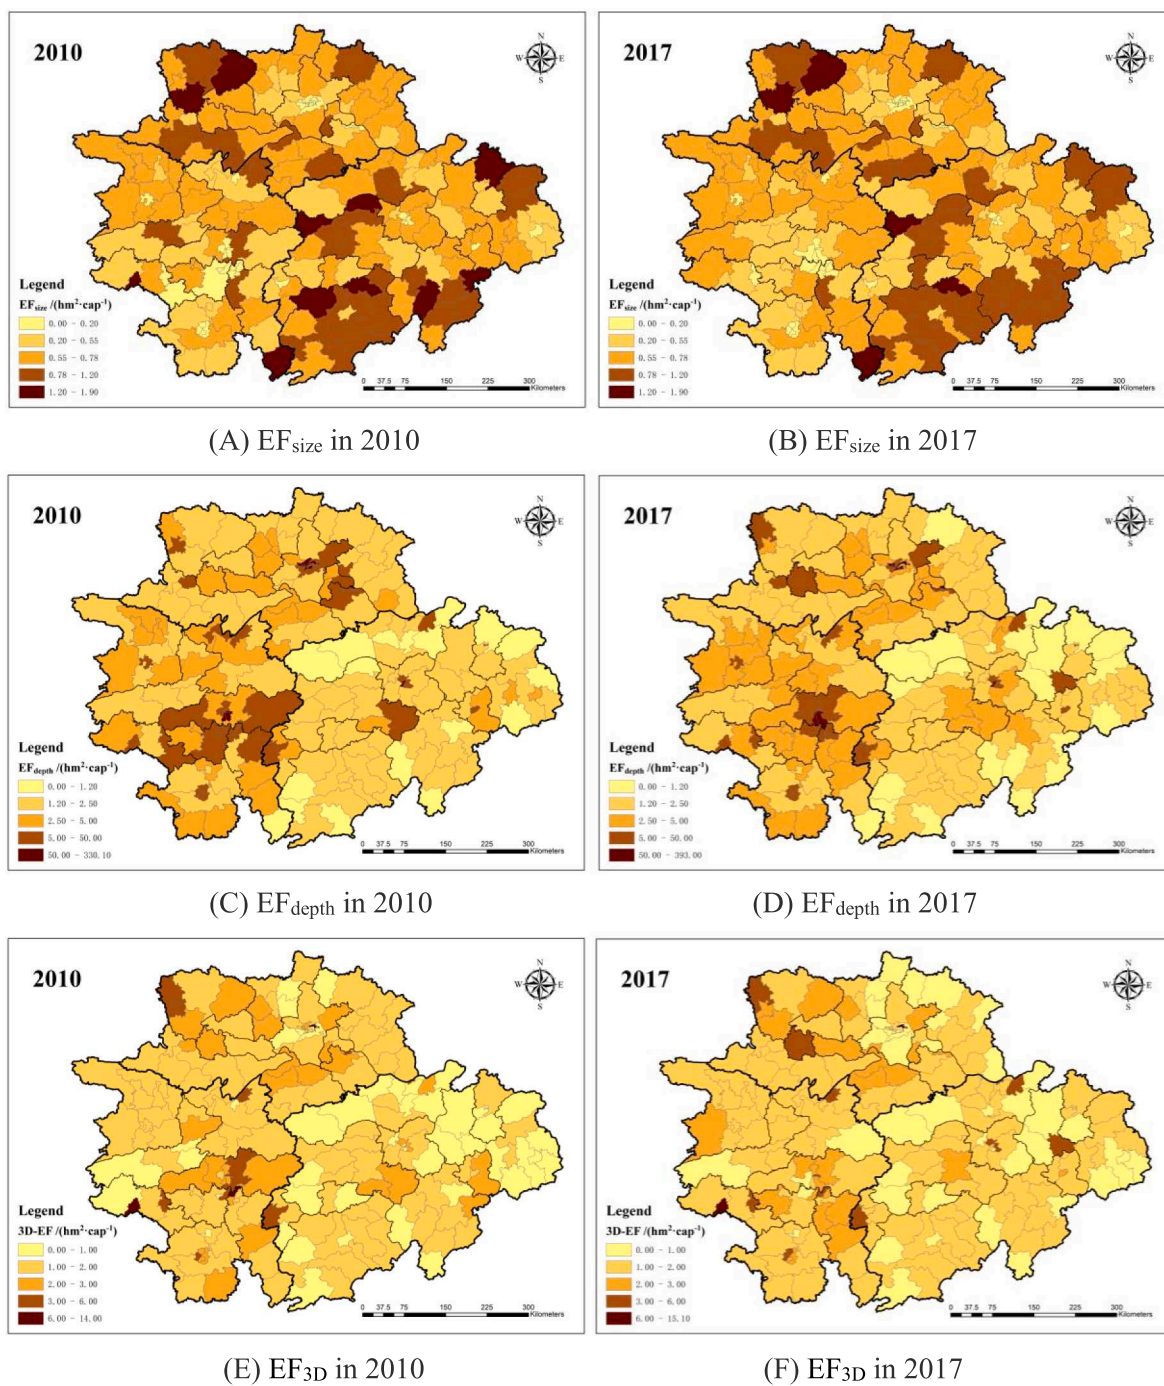 2010
N
W
E
S
Legend
EFsize /(hm²·cap⁻¹)
0.00 - 0.20
0.20 - 0.55
0.55 - 0.78
0.78 - 1.20
1.20 - 1.90
0 37.5 75 150 225 300
Kilometers
2017
N
W
E
S
Legend
EFsize /(hm²·cap⁻¹)
0.00 - 0.20
0.20 - 0.55
0.55 - 0.78
0.78 - 1.20
1.20 - 1.90
0 37.5 75 150 225 300
Kilometers
(A) EFsize in 2010
(B) EFsize in 2017
2010
N
W
E
S
Legend
EFdepth /(hm²·cap⁻¹)
0.00 - 1.20
1.20 - 2.50
2.50 - 5.00
5.00 - 50.00
50.00 - 330.10
0 37.5 75 150 225 300
Kilometers
2017
N
W
E
S
Legend
EFdepth /(hm²·cap⁻¹)
0.00 - 1.20
1.20 - 2.50
2.50 - 5.00
5.00 - 50.00
50.00 - 393.00
0 37.5 75 150 225 300
Kilometers
(C) EFdepth in 2010
(D) EFdepth in 2017
2010
N
W
E
S
Legend
3D-EF /(hm²·cap⁻¹)
0.00 - 1.00
1.00 - 2.00
2.00 - 3.00
3.00 - 6.00
6.00 - 14.00
0 37.5 75 150 225 300
Kilometers
2017
N
W
E
S
Legend
3D-EF /(hm²·cap⁻¹)
0.00 - 1.00
1.00 - 2.00
2.00 - 3.00
3.00 - 6.00
6.00 - 15.10
0 37.5 75 150 225 300
Kilometers
(E) EF3D in 2010
(F) EF3D in 2017